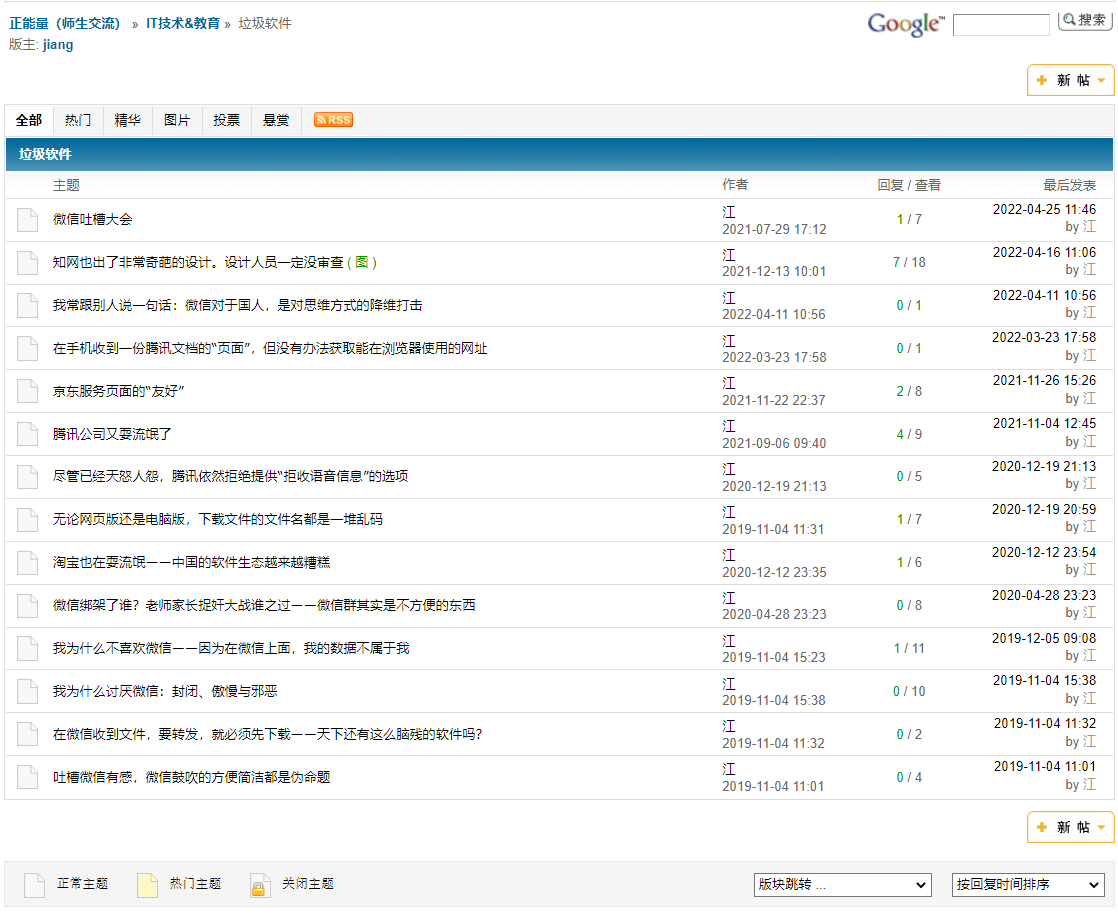 正能量（师生交流） » IT技术&教育 » 垃圾软件
版主: jiang
Google™ 搜索
新 帖
全部 热门 精华 图片 投票 悬赏 RSS
垃圾软件
主题 作者 回复 / 查看 最后发表
微信吐槽大会 江 2021-07-29 17:12 1 / 7 2022-04-25 11:46 by 江
知网也出了非常奇葩的设计。设计人员一定没审查 ( 图 ) 江 2021-12-13 10:01 7 / 18 2022-04-16 11:06 by 江
我常跟别人说一句话：微信对于国人，是对思维方式的降维打击 江 2022-04-11 10:56 0 / 1 2022-04-11 10:56 by 江
在手机收到一份腾讯文档的“页面”，但没有办法获取能在浏览器使用的网址 江 2022-03-23 17:58 0 / 1 2022-03-23 17:58 by 江
京东服务页面的“友好” 江 2021-11-22 22:37 2 / 8 2021-11-26 15:26 by 江
腾讯公司又耍流氓了 江 2021-09-06 09:40 4 / 9 2021-11-04 12:45 by 江
尽管已经天怒人怨，腾讯依然拒绝提供“拒收语音信息”的选项 江 2020-12-19 21:13 0 / 5 2020-12-19 21:13 by 江
无论网页版还是电脑版，下载文件的文件名都是一堆乱码 江 2019-11-04 11:31 1 / 7 2020-12-19 20:59 by 江
淘宝也在耍流氓——中国的软件生态越来越糟糕 江 2020-12-12 23:35 1 / 6 2020-12-12 23:54 by 江
微信绑架了谁？老师家长捉奸大战谁之过——微信群其实是不方便的东西 江 2020-04-28 23:23 0 / 8 2020-04-28 23:23 by 江
我为什么不喜欢微信——因为在微信上面，我的数据不属于我 江 2019-11-04 15:23 1 / 11 2019-12-05 09:08 by 江
我为什么讨厌微信：封闭、傲慢与邪恶 江 2019-11-04 15:38 0 / 10 2019-11-04 15:38 by 江
在微信收到文件，要转发，就必须先下载——天下还有这么脑残的软件吗？ 江 2019-11-04 11:32 0 / 2 2019-11-04 11:32 by 江
吐槽微信有感，微信鼓吹的方便简洁都是伪命题 江 2019-11-04 11:01 0 / 4 2019-11-04 11:01 by 江
新 帖
正常主题 热门主题 关闭主题 版块跳转 ... 按回复时间排序